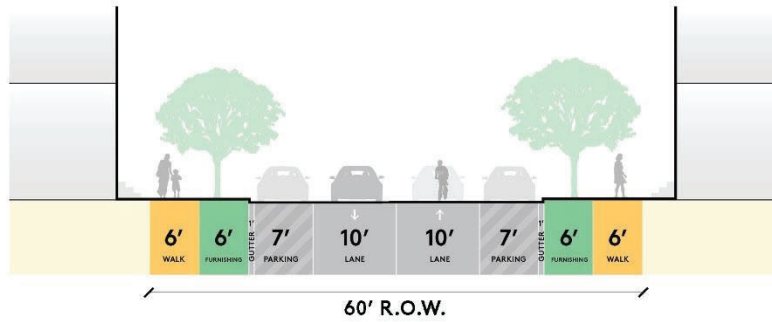 6' 6' 1' 7' 10' 10' 7' 1' 6' 6'
WALK FURNISHING GUTTER PARKING LANE LANE PARKING GUTTER FURNISHING WALK
60' R.O.W.